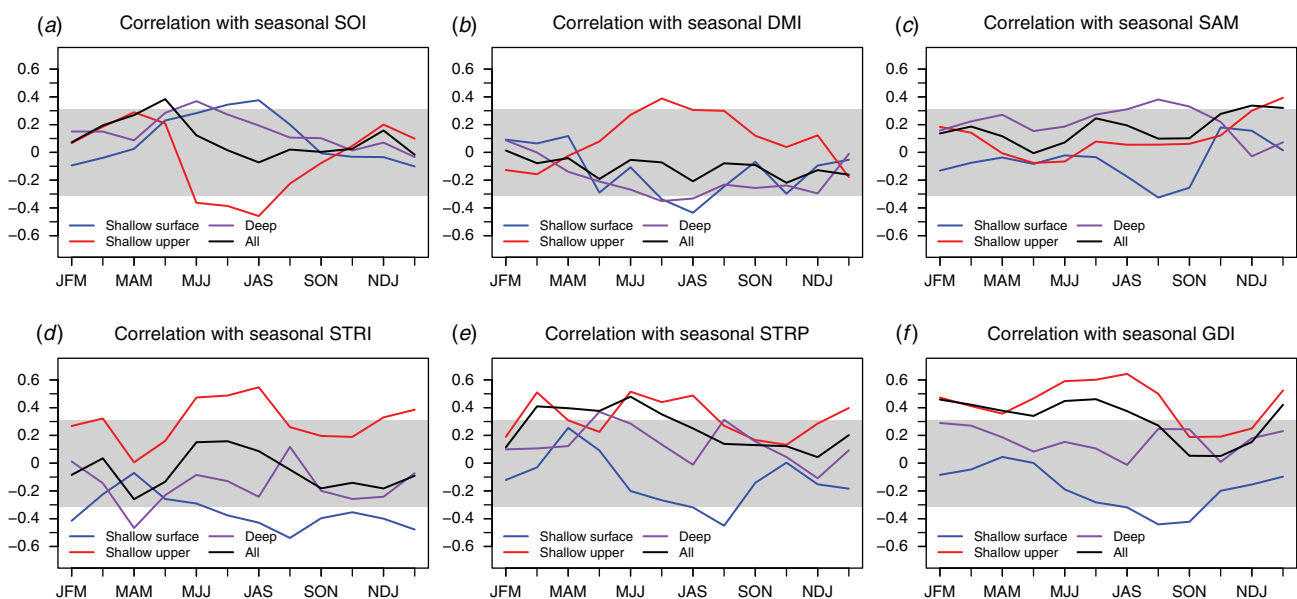 (a) Correlation with seasonal SOI
0.6
0.4
0.2
0
−0.2
−0.4
−0.6
Shallow surface
Shallow upper
Deep
All
JFM MAM MJJ JAS SON NDJ
(b) Correlation with seasonal DMI
0.6
0.4
0.2
0
−0.2
−0.4
−0.6
Shallow surface
Shallow upper
Deep
All
JFM MAM MJJ JAS SON NDJ
(c) Correlation with seasonal SAM
0.6
0.4
0.2
0
−0.2
−0.4
−0.6
Shallow surface
Shallow upper
Deep
All
JFM MAM MJJ JAS SON NDJ
(d) Correlation with seasonal STRI
0.6
0.4
0.2
0
−0.2
−0.4
−0.6
Shallow surface
Shallow upper
Deep
All
JFM MAM MJJ JAS SON NDJ
(e) Correlation with seasonal STRP
0.6
0.4
0.2
0
−0.2
−0.4
−0.6
Shallow surface
Shallow upper
Deep
All
JFM MAM MJJ JAS SON NDJ
(f) Correlation with seasonal GDI
0.6
0.4
0.2
0
−0.2
−0.4
−0.6
Shallow surface
Shallow upper
Deep
All
JFM MAM MJJ JAS SON NDJ